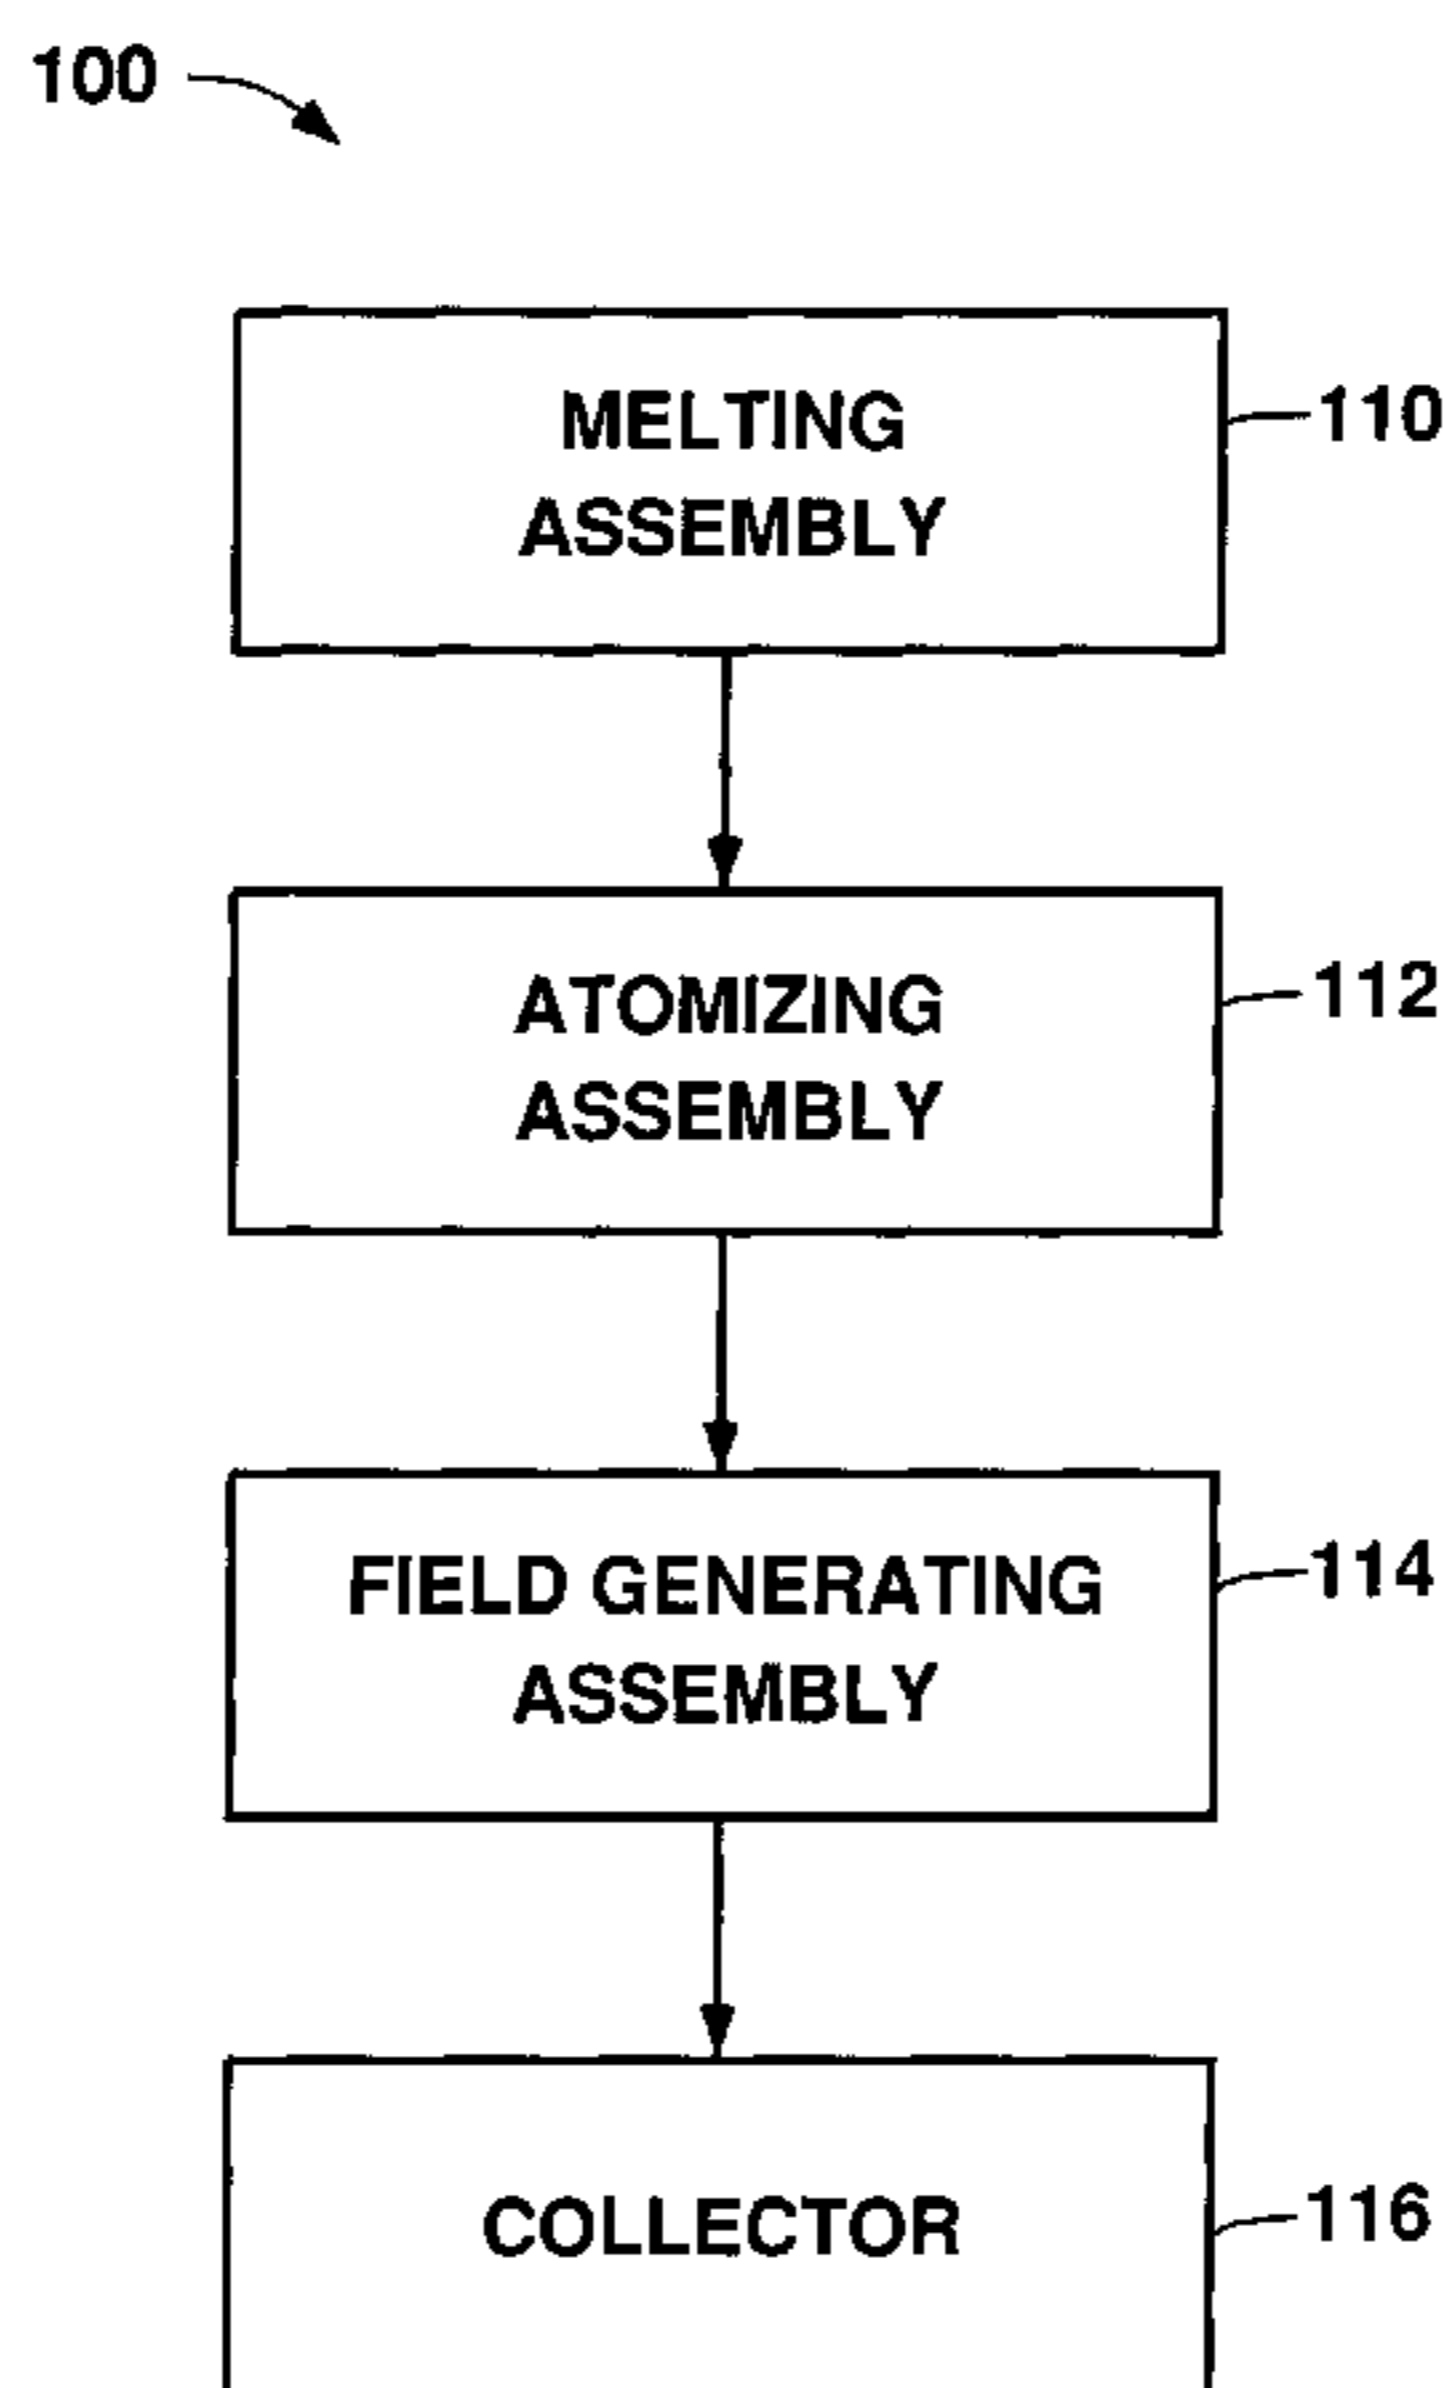 100
MELTING
ASSEMBLY
110
ATOMIZING
ASSEMBLY
112
FIELD GENERATING
ASSEMBLY
114
COLLECTOR
116